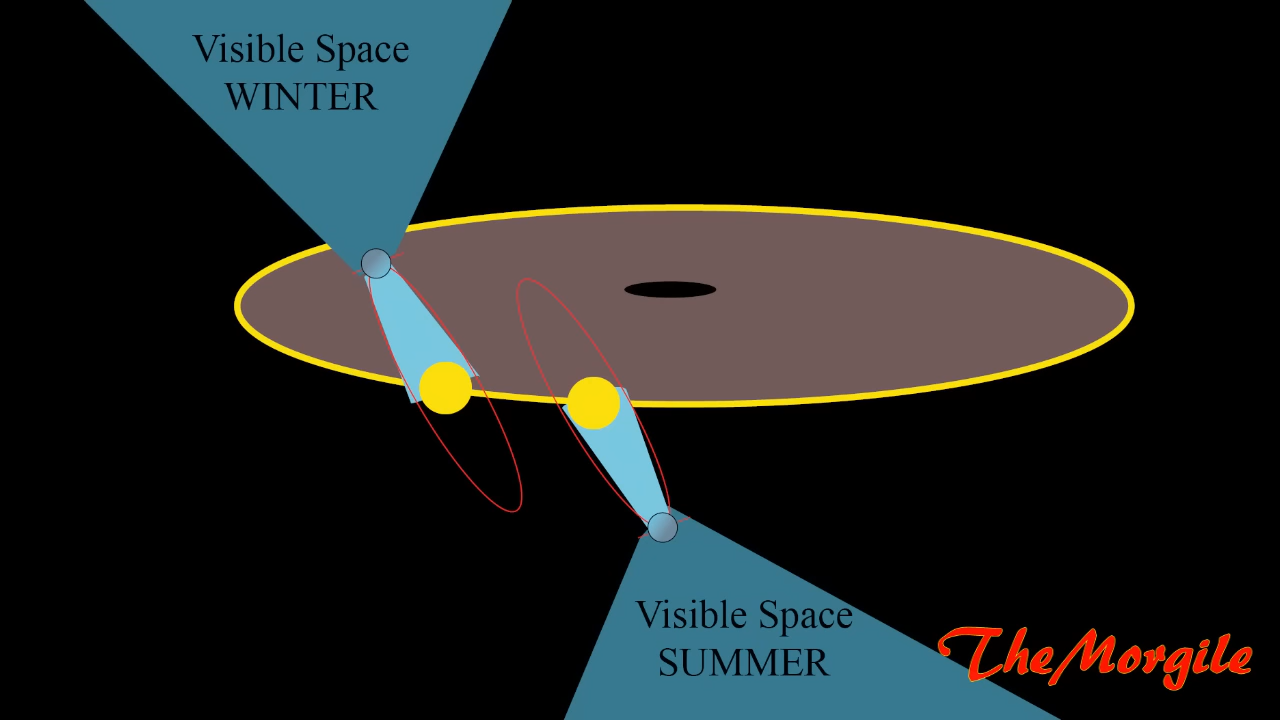 Visible Space
WINTER
Visible Space
SUMMER
TheMorgile